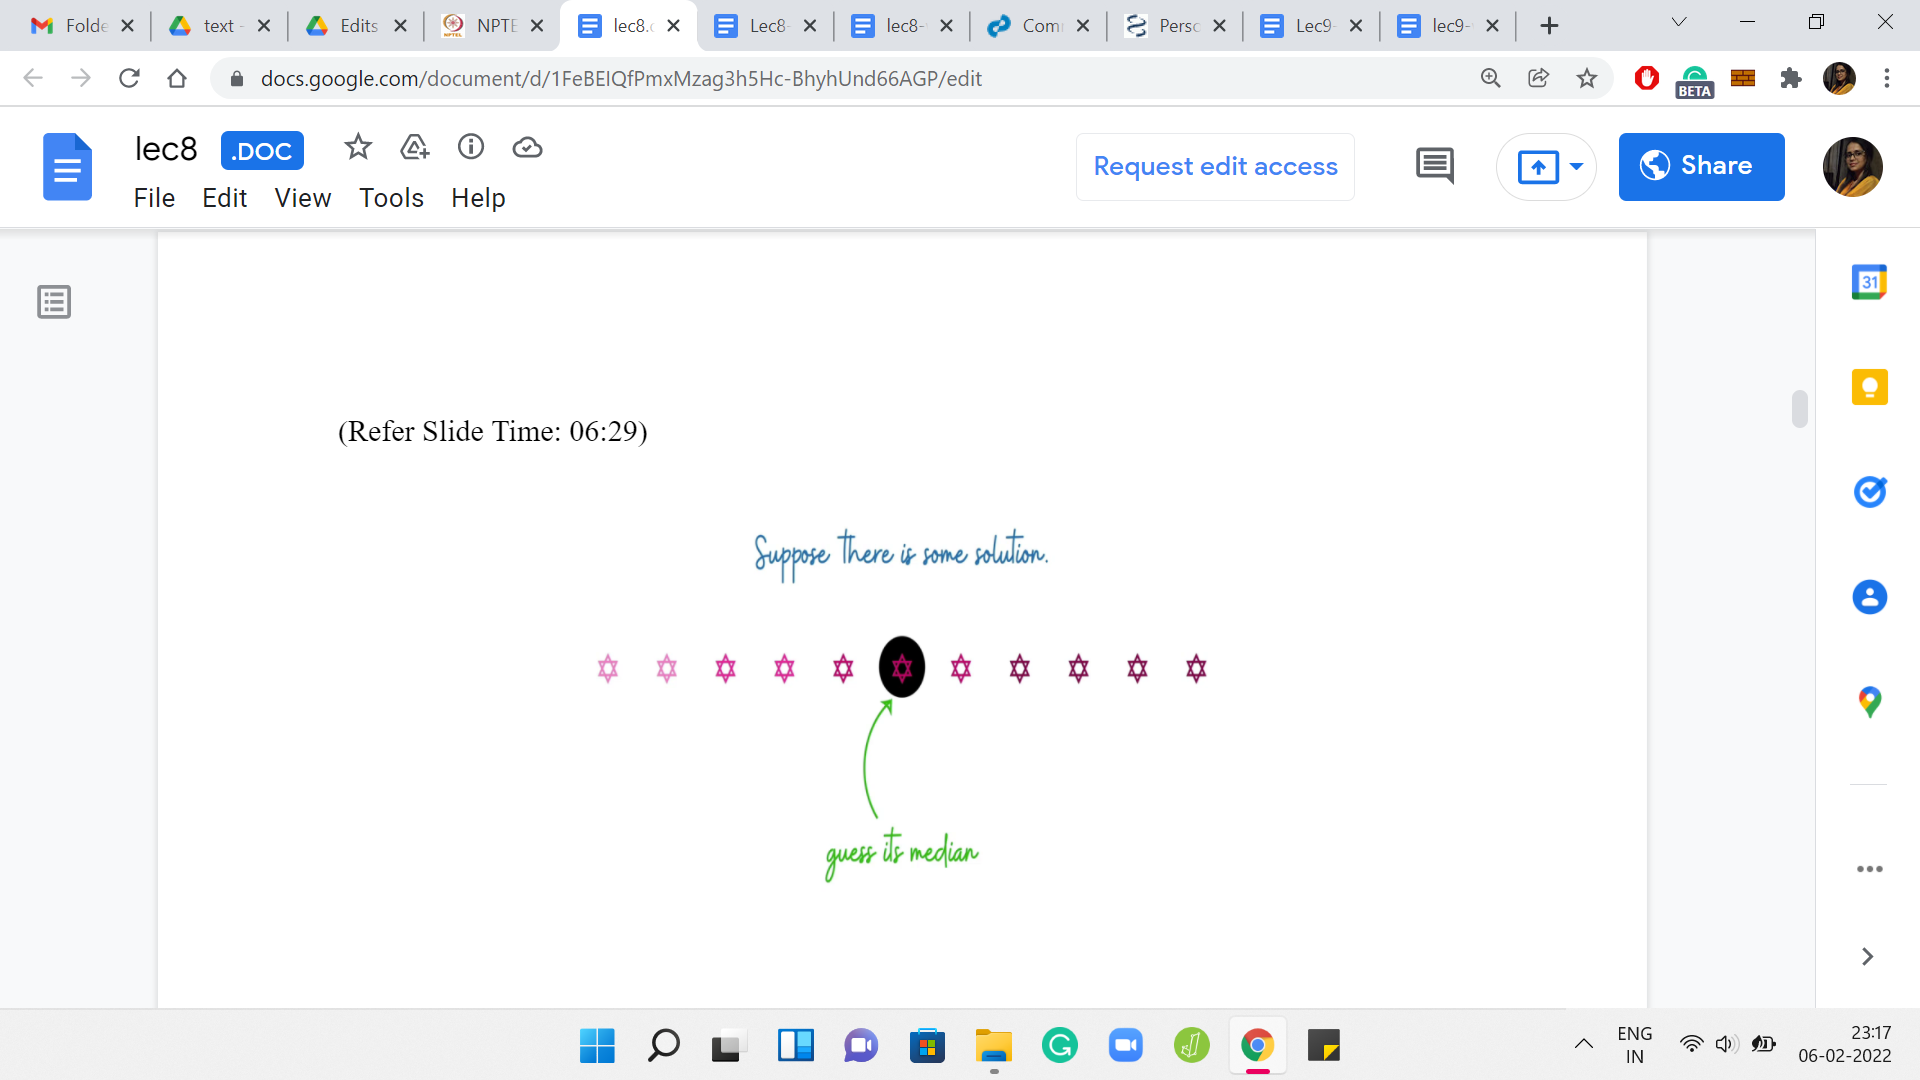 Folde
text -
Edits
NPTE
lec8.
Lec8-
lec8-
Com
Perso
Lec9-
lec9-
docs.google.com/document/d/1FeBEIQfPmxMzag3h5Hc-BhyhUnd66AGP/edit
BETA
lec8 .DOC
Request edit access
Share
File Edit View Tools Help
31
(Refer Slide Time: 06:29)
Suppose there is some solution.
guess its median
ENG
IN
23:17
06-02-2022